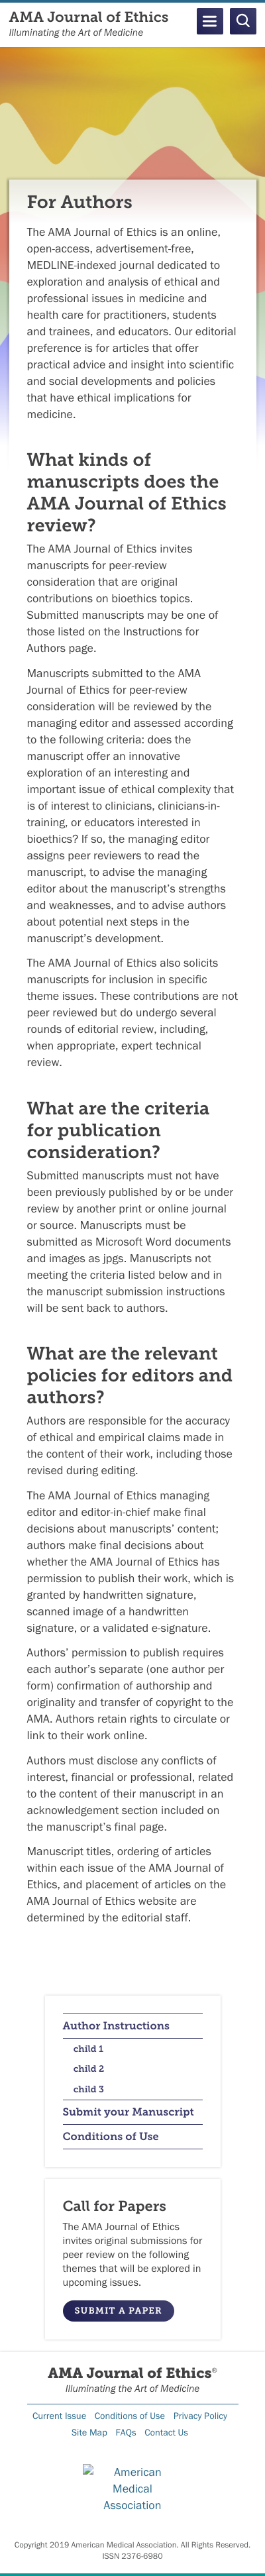 AMA Journal of Ethics
Illuminating the Art of Medicine
For Authors
The AMA Journal of Ethics is an online,
open-access, advertisement-free,
MEDLINE-indexed journal dedicated to
exploration and analysis of ethical and
professional issues in medicine and
health care for practitioners, students
and trainees, and educators. Our editorial
preference is for articles that offer
practical advice and insight into scientific
and social developments and policies
that have ethical implications for
medicine.
What kinds of
manuscripts does the
AMA Journal of Ethics
review?
The AMA Journal of Ethics invites
manuscripts for peer-review
consideration that are original
contributions on bioethics topics.
Submitted manuscripts may be one of
those listed on the Instructions for
Authors page.
Manuscripts submitted to the AMA
Journal of Ethics for peer-review
consideration will be reviewed by the
managing editor and assessed according
to the following criteria: does the
manuscript offer an innovative
exploration of an interesting and
important issue of ethical complexity that
is of interest to clinicians, clinicians-in-
training, or educators interested in
bioethics? If so, the managing editor
assigns peer reviewers to read the
manuscript, to advise the managing
editor about the manuscript's strengths
and weaknesses, and to advise authors
about potential next steps in the
manuscript's development.
The AMA Journal of Ethics also solicits
manuscripts for inclusion in specific
theme issues. These contributions are not
peer reviewed but do undergo several
rounds of editorial review, including,
when appropriate, expert technical
review.
What are the criteria
for publication
consideration?
Submitted manuscripts must not have
been previously published by or be under
review by another print or online journal
or source. Manuscripts must be
submitted as Microsoft Word documents
and images as jpgs. Manuscripts not
meeting the criteria listed below and in
the manuscript submission instructions
will be sent back to authors.
What are the relevant
policies for editors and
authors?
Authors are responsible for the accuracy
of ethical and empirical claims made in
the content of their work, including those
revised during editing.
The AMA Journal of Ethics managing
editor and editor-in-chief make final
decisions about manuscripts' content;
authors make final decisions about
whether the AMA Journal of Ethics has
permission to publish their work, which is
granted by handwritten signature,
scanned image of a handwritten
signature, or a validated e-signature.
Authors' permission to publish requires
each author's separate (one author per
form) confirmation of authorship and
originality and transfer of copyright to the
AMA. Authors retain rights to circulate or
link to their work online.
Authors must disclose any conflicts of
interest, financial or professional, related
to the content of their manuscript in an
acknowledgement section included on
the manuscript's final page.
Manuscript titles, ordering of articles
within each issue of the AMA Journal of
Ethics, and placement of articles on the
AMA Journal of Ethics website are
determined by the editorial staff.
Author Instructions
child 1
child 2
child 3
Submit your Manuscript
Conditions of Use
Call for Papers
The AMA Journal of Ethics
invites original submissions for
peer review on the following
themes that will be explored in
upcoming issues.
SUBMIT A PAPER
AMA Journal of Ethics®
Illuminating the Art of Medicine
Current Issue Conditions of Use Privacy Policy
Site Map FAQs Contact Us
American
Medical
Association
Copyright 2019 American Medical Association. All Rights Reserved.
ISSN 2376-6980